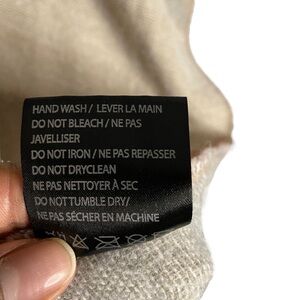 HAND WASH / LEVER LA MAIN
DO NOT BLEACH / NE PAS
JAVELLISER
DO NOT IRON / NE PAS REPASSER
DO NOT DRYCLEAN
NE PAS NETTOYER À SEC
DO NOT TUMBLE DRY/
NE PAS SÉCHER EN MACHINE